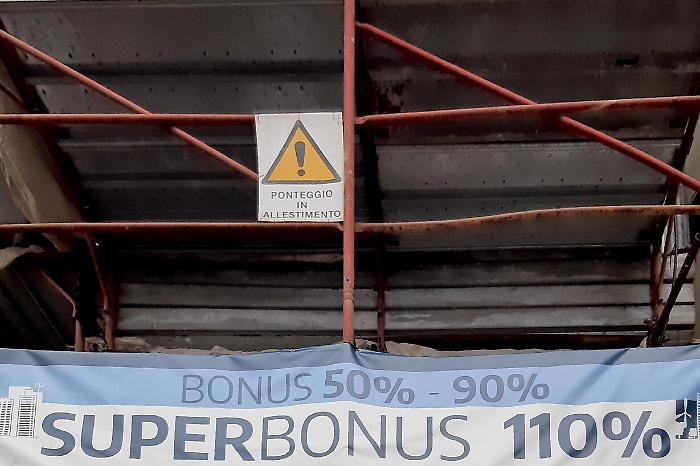 PONTEGGIO
IN
ALLESTIMENTO
BONUS 50% - 90%
SUPERBONUS 110%